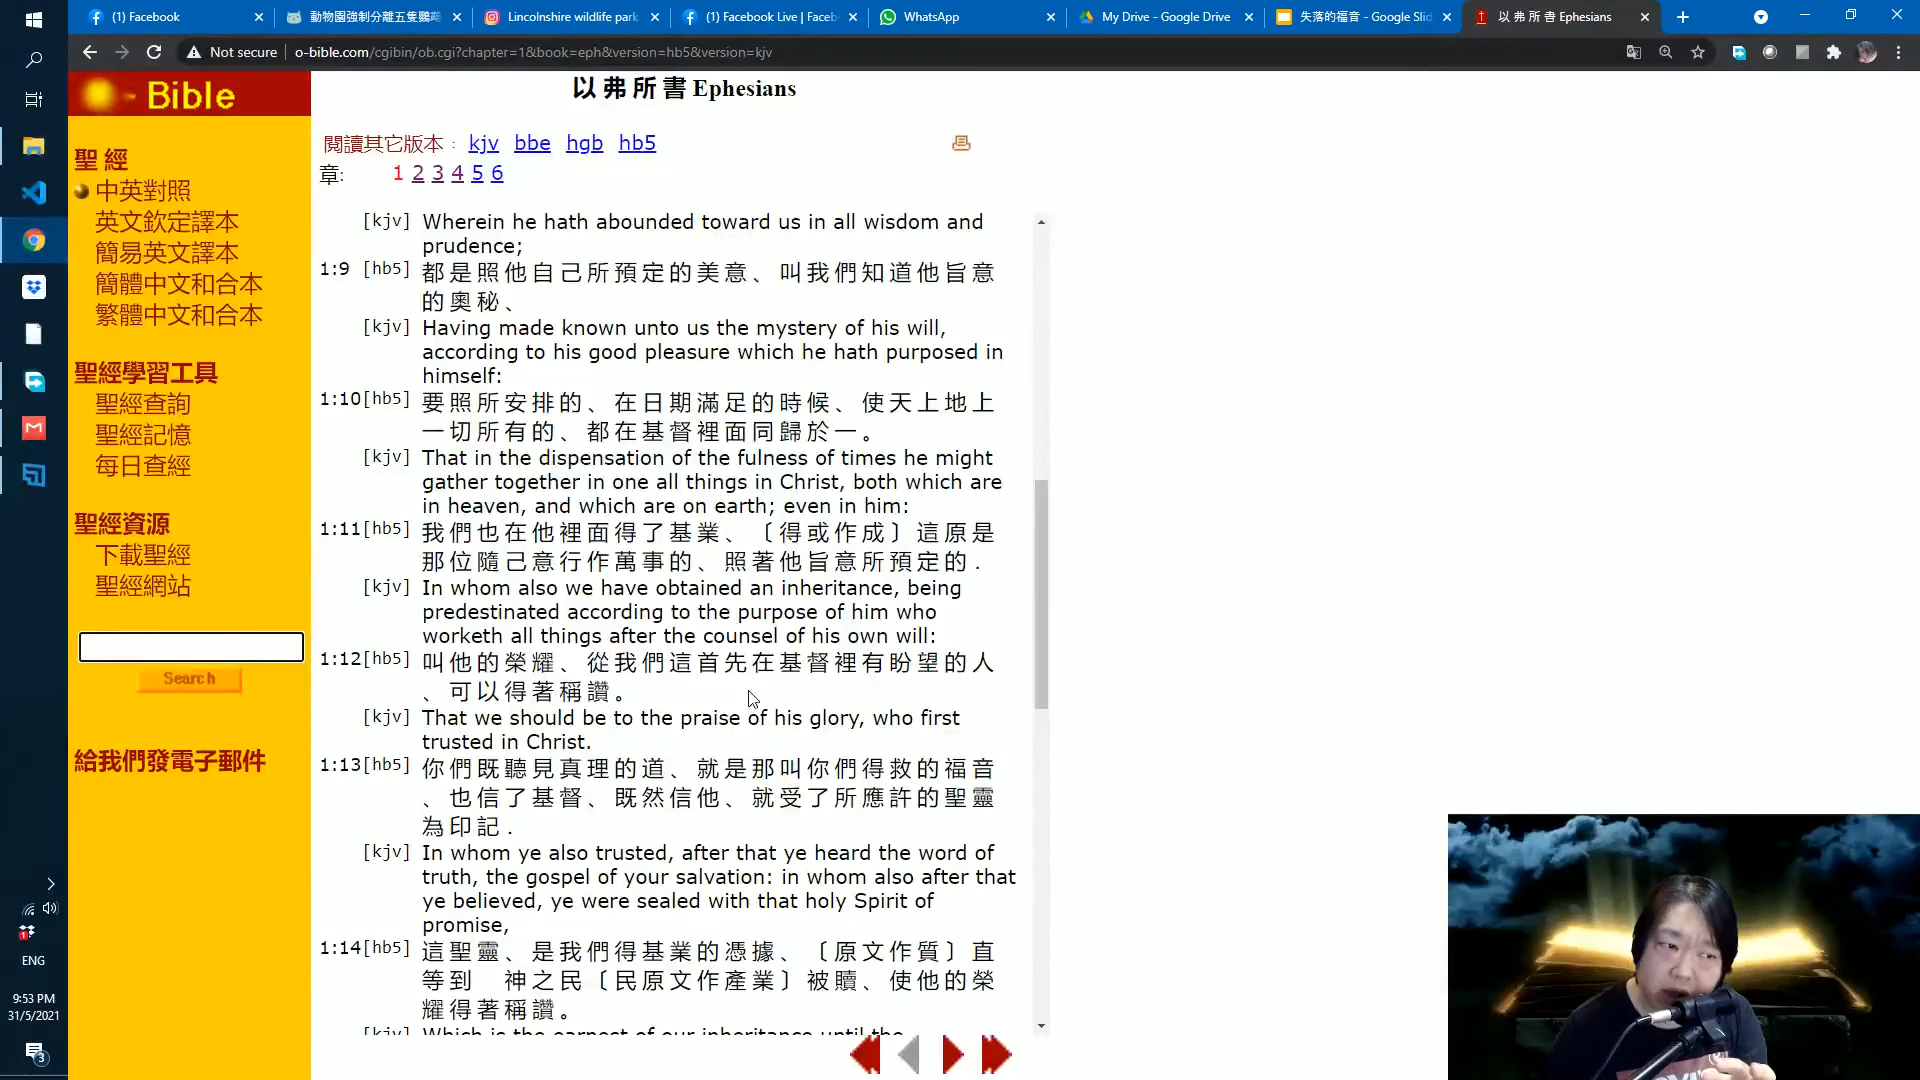 (1) Facebook
動物園強制分離五隻鸚
Lincolnshire wildlife park
(1) Facebook Live | Faceb
WhatsApp
My Drive - Google Drive
失落的福音 - Google Slid
以 弗 所 書 Ephesians
Not secure
o-bible.com/cgibin/ob.cgi?chapter=1&book=eph&version=hb5&version=kjv
Bible
聖 經
中英對照
英文欽定譯本
簡易英文譯本
簡體中文和合本
繁體中文和合本
聖經學習工具
聖經查詢
聖經記憶
每日查經
聖經資源
下載聖經
聖經網站
Search
給我們發電子郵件
以 弗 所 書 Ephesians
閱讀其它版本 : kjv bbe hgb hb5
章: 1 2 3 4 5 6
[kjv] Wherein he hath abounded toward us in all wisdom and
prudence;
1:9 [hb5] 都是照他自己所預定的美意、叫我們知道他旨意
的奧秘、
[kjv] Having made known unto us the mystery of his will,
according to his good pleasure which he hath purposed in
himself:
1:10[hb5] 要照所安排的、在日期滿足的時候、使天上地上
一切所有的、都在基督裡面同歸於一。
[kjv] That in the dispensation of the fulness of times he might
gather together in one all things in Christ, both which are
in heaven, and which are on earth; even in him:
1:11[hb5] 我們也在他裡面得了基業、〔得或作成〕這原是
那位隨己意行作萬事的、照著他旨意所預定的．
[kjv] In whom also we have obtained an inheritance, being
predestinated according to the purpose of him who
worketh all things after the counsel of his own will:
1:12[hb5] 叫他的榮耀、從我們這首先在基督裡有盼望的人
、可以得著稱讚。
[kjv] That we should be to the praise of his glory, who first
trusted in Christ.
1:13[hb5] 你們既聽見真理的道、就是那叫你們得救的福音
、也信了基督、既然信他、就受了所應許的聖靈
為印記．
[kjv] In whom ye also trusted, after that ye heard the word of
truth, the gospel of your salvation: in whom also after that
ye believed, ye were sealed with that holy Spirit of
promise,
1:14[hb5] 這聖靈、是我們得基業的憑據、〔原文作質〕直
等到　神之民〔民原文作產業〕被贖、使他的榮
耀得著稱讚。
[kjv] Which is the earnest of our inheritance until the
ENG
9:53 PM
31/5/2021
3